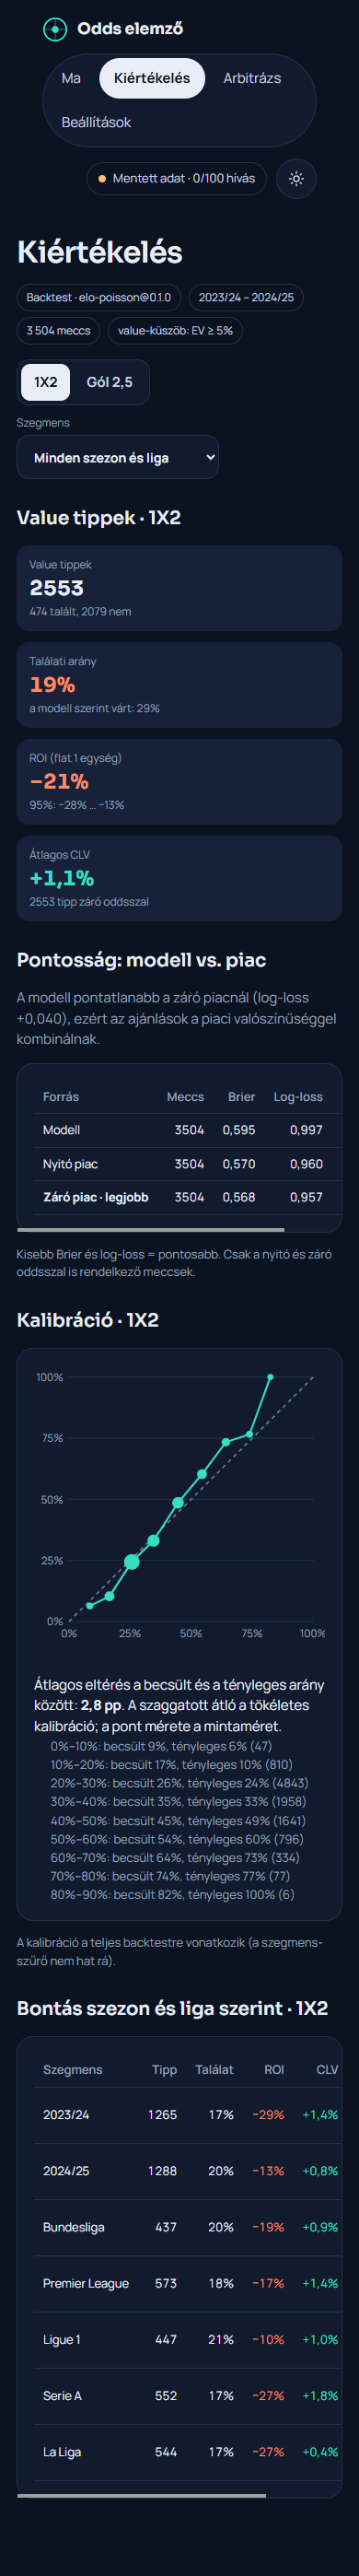 Odds elemző
Ma Kiértékelés Arbitrázs
Beállítások
Mentett adat · 0/100 hívás
Kiértékelés
Backtest · elo-poisson@0.1.0 2023/24 – 2024/25
3 504 meccs value-küszöb: EV ≥ 5%
1X2 Gól 2,5
Szegmens
Minden szezon és liga
Value tippek · 1X2
Value tippek
2553
474 talált, 2079 nem
Találati arány
19%
a modell szerint várt: 29%
ROI (flat 1 egység)
−21%
95%: −28% … −13%
Átlagos CLV
+1,1%
2553 tipp záró oddsszal
Pontosság: modell vs. piac
A modell pontatlanabb a záró piacnál (log-loss
+0,040), ezért az ajánlások a piaci valószínűséggel
kombinálnak.
Forrás Meccs Brier Log-loss
Modell 3504 0,595 0,997
Nyitó piac 3504 0,570 0,960
Záró piac · legjobb 3504 0,568 0,957
Kisebb Brier és log-loss = pontosabb. Csak a nyitó és záró
oddsszal is rendelkező meccsek.
Kalibráció · 1X2
100%
75%
50%
25%
0%
0% 25% 50% 75% 100%
Átlagos eltérés a becsült és a tényleges arány
között: 2,8 pp. A szaggatott átló a tökéletes
kalibráció; a pont mérete a mintaméret.
0%–10%: becsült 9%, tényleges 6% (47)
10%–20%: becsült 17%, tényleges 10% (810)
20%–30%: becsült 26%, tényleges 24% (4843)
30%–40%: becsült 35%, tényleges 33% (1958)
40%–50%: becsült 45%, tényleges 49% (1641)
50%–60%: becsült 54%, tényleges 60% (796)
60%–70%: becsült 64%, tényleges 73% (334)
70%–80%: becsült 74%, tényleges 77% (77)
80%–90%: becsült 82%, tényleges 100% (6)
A kalibráció a teljes backtestre vonatkozik (a szegmens-
szűrő nem hat rá).
Bontás szezon és liga szerint · 1X2
Szegmens Tipp Találat ROI CLV
2023/24 1265 17% −29% +1,4%
2024/25 1288 20% −13% +0,8%
Bundesliga 437 20% −19% +0,9%
Premier League 573 18% −17% +1,4%
Ligue 1 447 21% −10% +1,0%
Serie A 552 17% −27% +1,8%
La Liga 544 17% −27% +0,4%